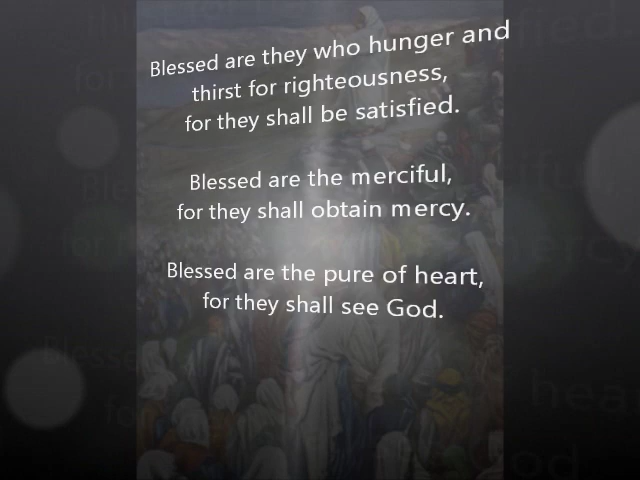 Blessed are they who hunger and
thirst for righteousness,
for they shall be satisfied.
Blessed are the merciful,
for they shall obtain mercy.
Blessed are the pure of heart,
for they shall see God.